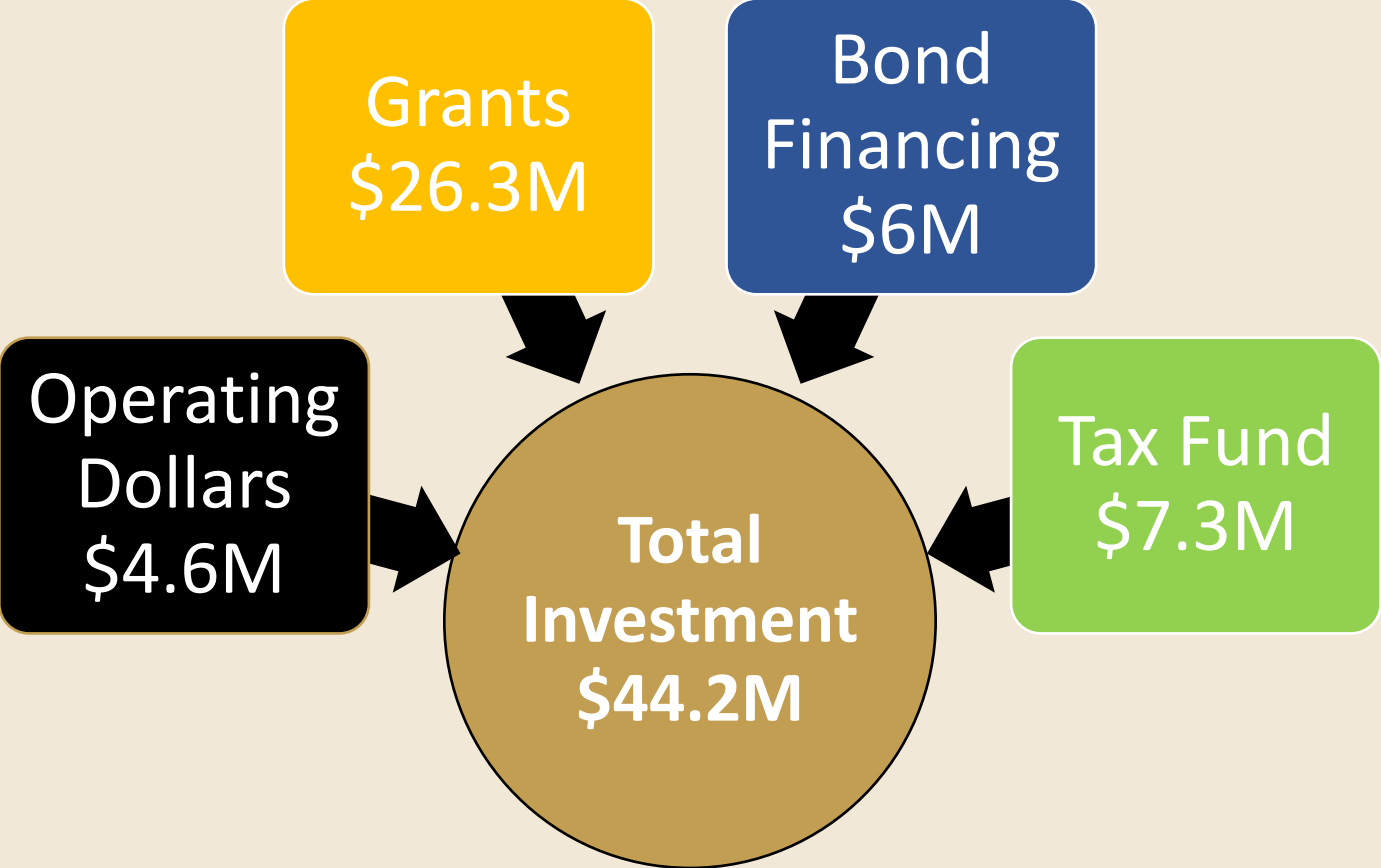 Grants
$26.3M
Bond
Financing
$6M
Operating
Dollars
$4.6M
Tax Fund
$7.3M
Total
Investment
$44.2M